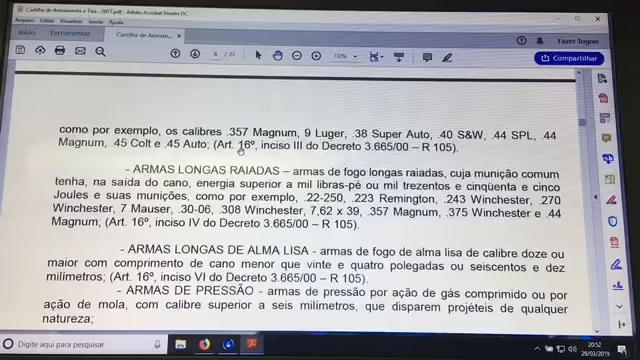 Cartilha de Armamento e Tiro - 2017.pdf - Adobe Acrobat Reader DC
Arquivo Editar Visualizar Janela Ajuda
Início Ferramentas Cartilha de Armam... × Fazer logon
6 / 27 137% Compartilhar
como por exemplo, os calibres .357 Magnum, 9 Luger, .38 Super Auto, .40 S&W, .44 SPL, .44
Magnum, .45 Colt e .45 Auto; (Art. 16º, inciso III do Decreto 3.665/00 – R 105).
- ARMAS LONGAS RAIADAS – armas de fogo longas raiadas, cuja munição comum
tenha, na saída do cano, energia superior a mil libras-pé ou mil trezentos e cinqüenta e cinco
Joules e suas munições, como por exemplo, .22-250, .223 Remington, .243 Winchester, .270
Winchester, 7 Mauser, .30-06, .308 Winchester, 7,62 x 39, .357 Magnum, .375 Winchester e .44
Magnum; (Art. 16º, inciso IV do Decreto 3.665/00 – R 105).
- ARMAS LONGAS DE ALMA LISA - armas de fogo de alma lisa de calibre doze ou
maior com comprimento de cano menor que vinte e quatro polegadas ou seiscentos e dez
milímetros; (Art. 16º, inciso VI do Decreto 3.665/00 – R 105).
- ARMAS DE PRESSÃO - armas de pressão por ação de gás comprimido ou por
ação de mola, com calibre superior a seis milímetros, que disparem projéteis de qualquer
natureza;
Digite aqui para pesquisar
20:52
29/03/2019